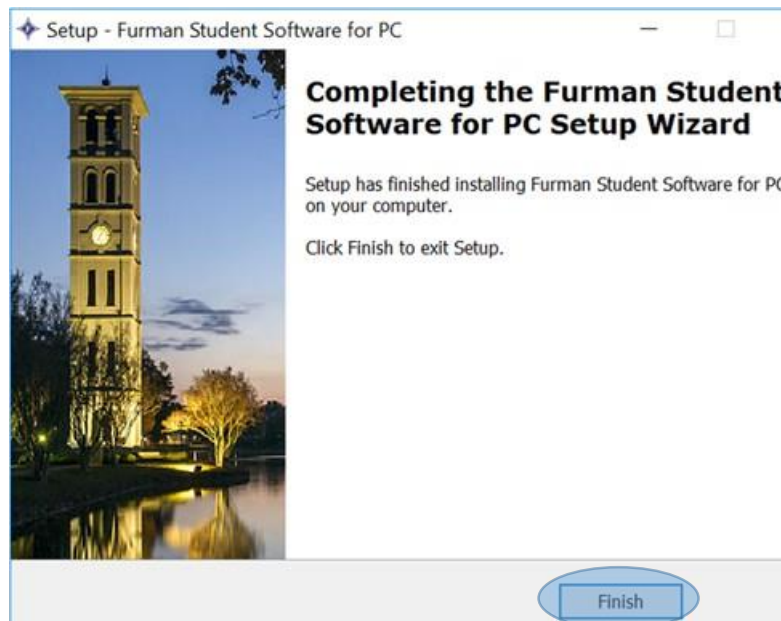 Setup - Furman Student Software for PC
Completing the Furman Student
Software for PC Setup Wizard
Setup has finished installing Furman Student Software for PC
on your computer.
Click Finish to exit Setup.
Finish